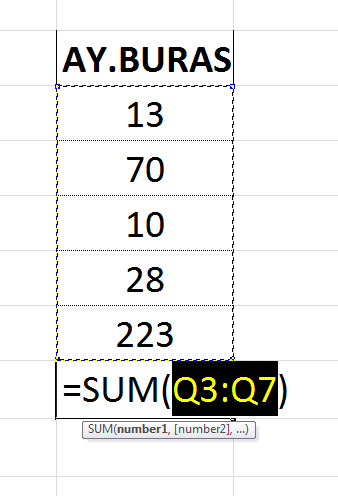 AY.BURAS
13
70
10
28
223
=SUM(Q3:Q7)
SUM(number1, [number2], ...)